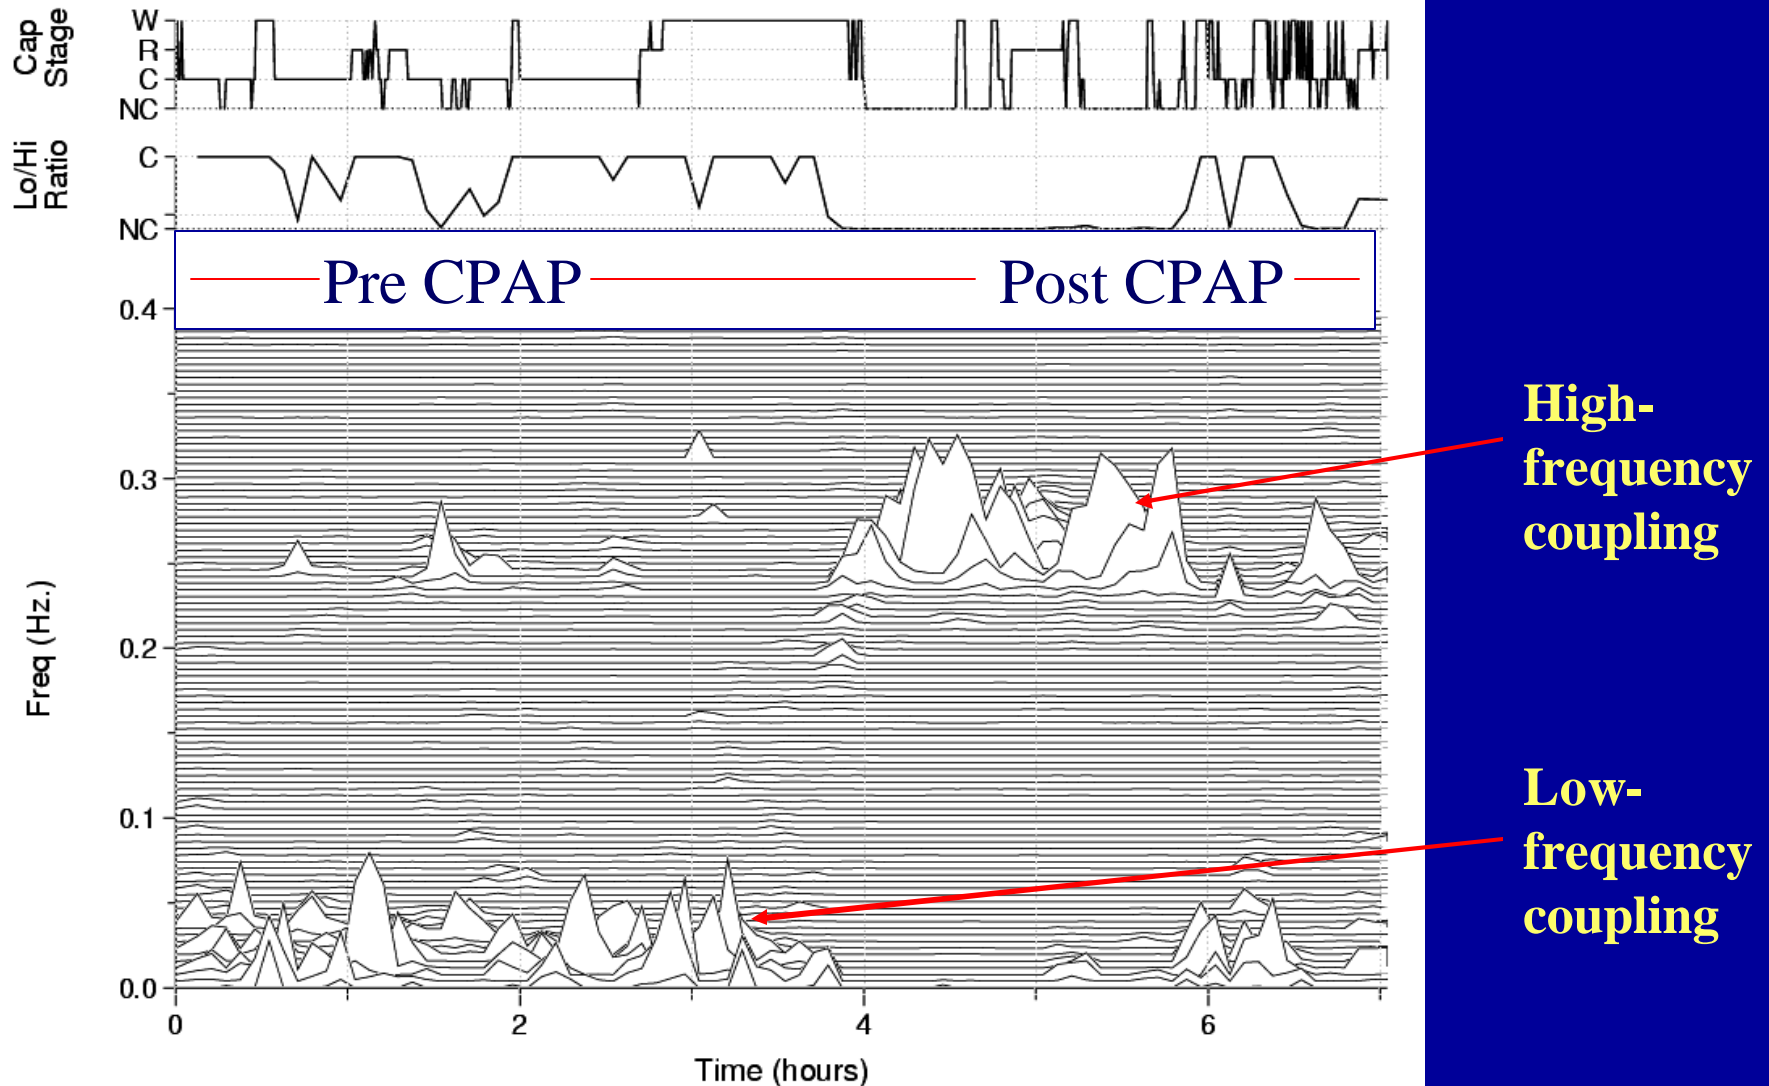 Cap
Stage
W
R
C
NC
Lo/Hi
Ratio
C
NC
Pre CPAP
Post CPAP
Freq (Hz.)
0.4
0.3
0.2
0.1
0.0
0
2
4
6
Time (hours)
High-
frequency
coupling
Low-
frequency
coupling